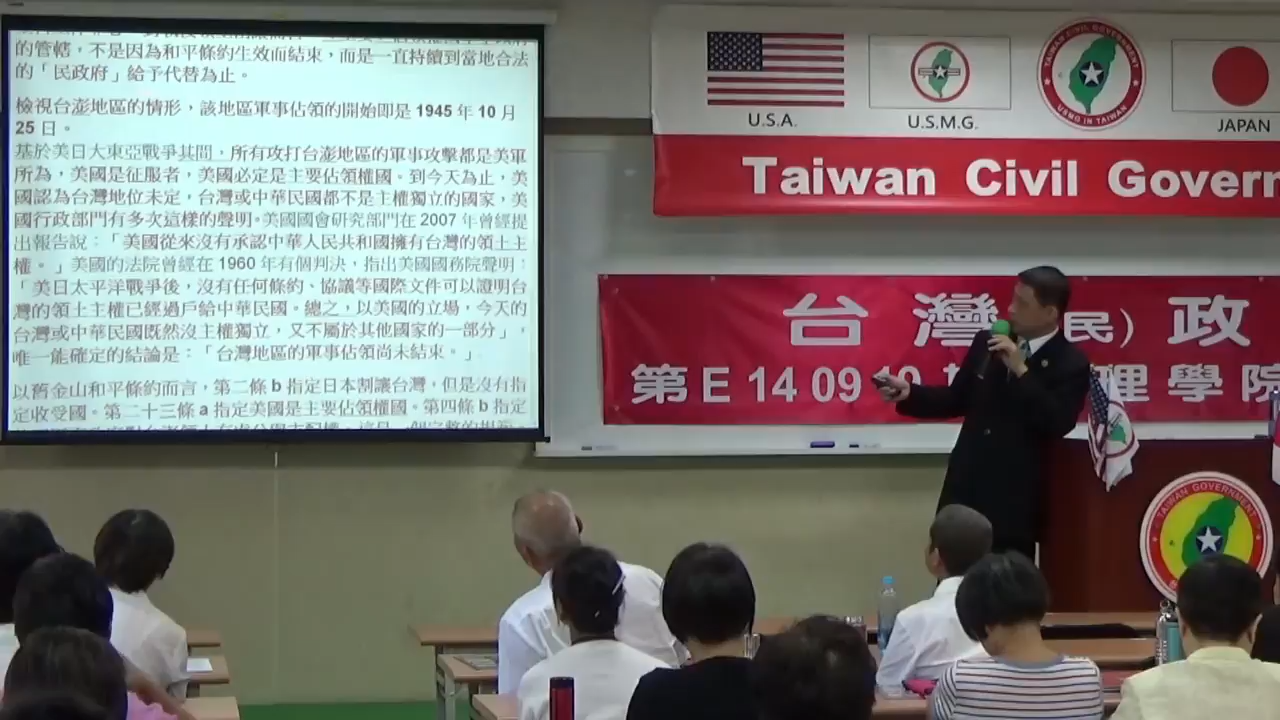 的管轄，不是因為和平條約生效而結束，而是一直持續到當地合法
的「民政府」給予代替為止。
檢視台澎地區的情形，該地區軍事佔領的開始即是 1945 年 10 月
25 日。
基於美日大東亞戰爭其間，所有攻打台澎地區的軍事攻擊都是美軍
所為，美國是征服者，美國必定是主要佔領權國。到今天為止，美
國認為台灣地位未定，台灣或中華民國都不是主權獨立的國家，美
國行政部門有多次這樣的聲明。美國國會研究部門在 2007 年曾經提
出報告說：「美國從來沒有承認中華人民共和國擁有台灣的領土主
權。」美國的法院曾經在 1960 年有個判決，指出美國國務院聲明：
「美日太平洋戰爭後，沒有任何條約、協議等國際文件可以證明台
灣的領土主權已經過戶給中華民國。總之，以美國的立場，今天的
台灣或中華民國既然沒主權獨立，又不屬於其他國家的一部分」，
唯一能確定的結論是：「台灣地區的軍事佔領尚未結束。」
以舊金山和平條約而言，第二條 b 指定日本割讓台灣，但是沒有指
定收受國。第二十三條 a 指定美國是主要佔領權國。第四條 b 指定
U.S.A.
U.S.M.G.
TAIWAN CIVIL GOVERNMENT
USMG IN TAIWAN
JAPAN
Taiwan Civil Govern
台灣（民）政
第 E 14 09
理學院
TAIWAN GOVERNMENT